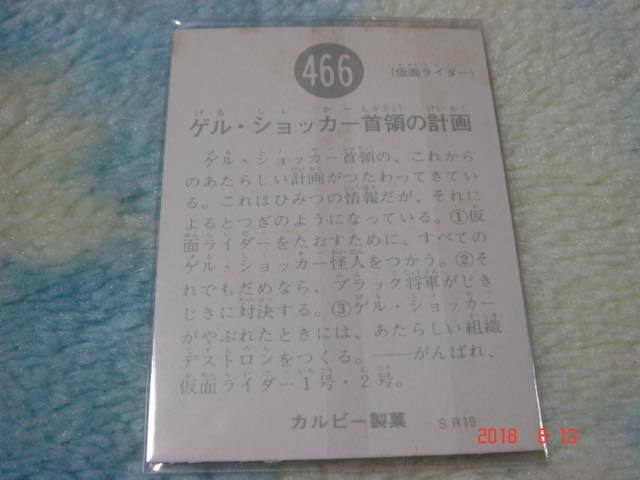 466
(仮面ライダー)
ゲル・ショッカー首領の計画
ゲル・ショッカー首領の、これから
のあたらしい計画がつたわってきてい
る。これはひみつの情報だが、それに
よるとつぎのようになっている。①仮
面ライダーをたおすために、すべての
ゲル・ショッカー怪人をつかう。②そ
れでもだめなら、ブラック将軍がじき
じきに対決する。③ゲル・ショッカー
がやぶれたときには、あたらしい組織
デストロンをつくる。——がんばれ、
仮面ライダー1号・2号。
カルビー製菓
SR19
2018 8 13